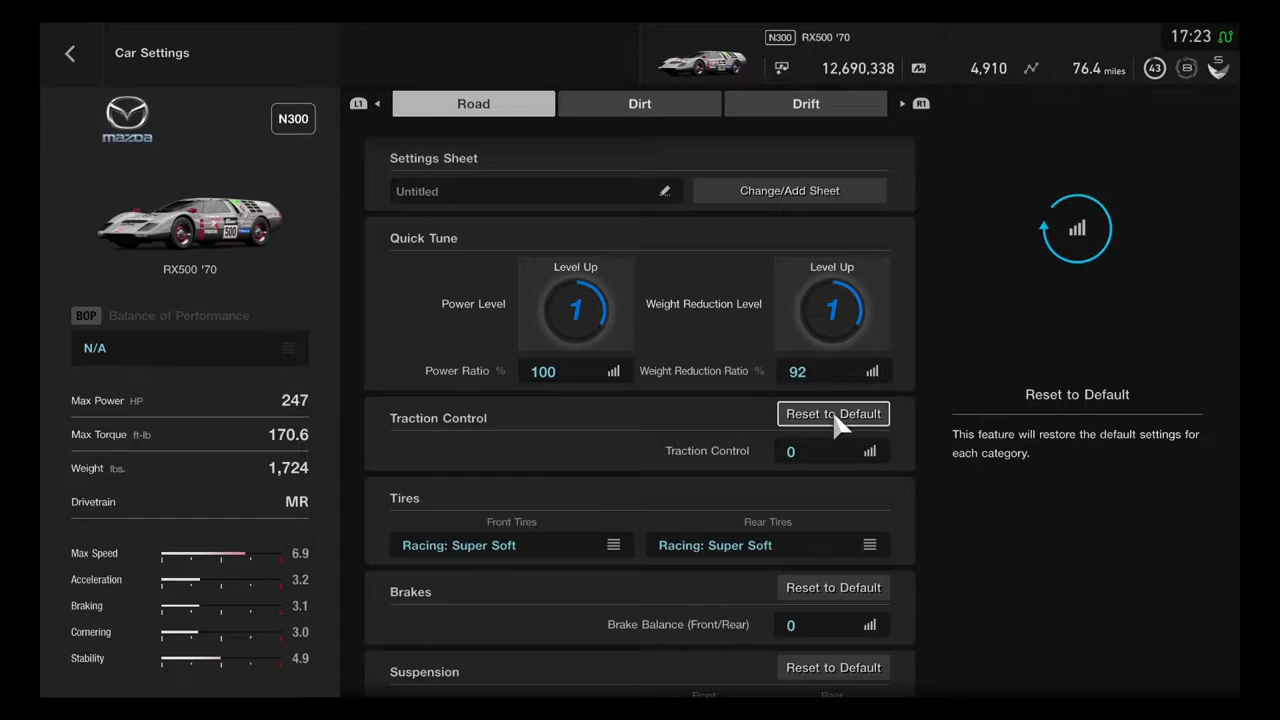 Car Settings
N300 RX500 '70
17:23
12,690,338
4,910
76.4 miles
43
B
S
mazda
N300
RX500 '70
BOP Balance of Performance
N/A
Max Power HP 247
Max Torque ft-lb 170.6
Weight lbs. 1,724
Drivetrain MR
Max Speed 6.9
Acceleration 3.2
Braking 3.1
Cornering 3.0
Stability 4.9
L1 Road Dirt Drift R1
Settings Sheet
Untitled Change/Add Sheet
Quick Tune
Level Up Level Up
Power Level 1 Weight Reduction Level 1
Power Ratio % 100 Weight Reduction Ratio % 92
Traction Control Reset to Default
Traction Control 0
Tires
Front Tires Rear Tires
Racing: Super Soft Racing: Super Soft
Brakes Reset to Default
Brake Balance (Front/Rear) 0
Suspension Reset to Default
Front Rear
Reset to Default
This feature will restore the default settings for
each category.
500